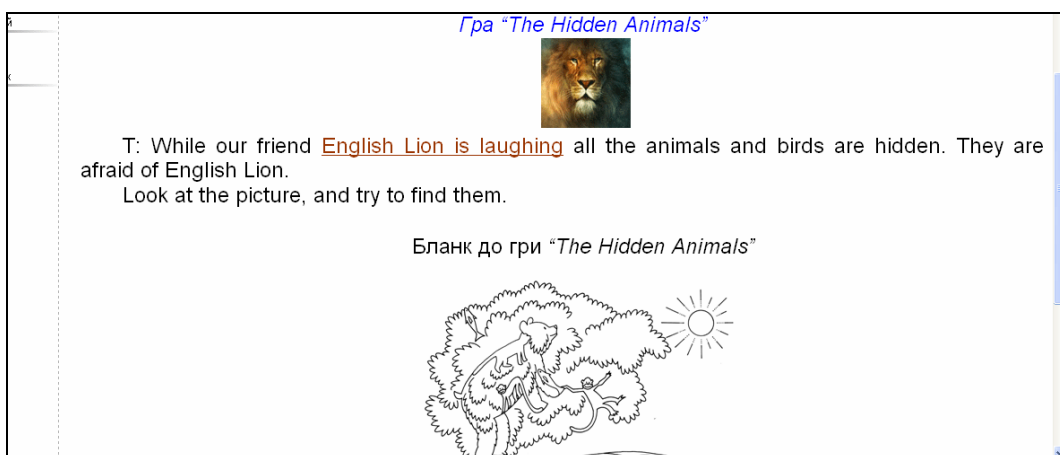 Гра “The Hidden Animals”
T: While our friend English Lion is laughing all the animals and birds are hidden. They are
afraid of English Lion.
Look at the picture, and try to find them.
Бланк до гри “The Hidden Animals”